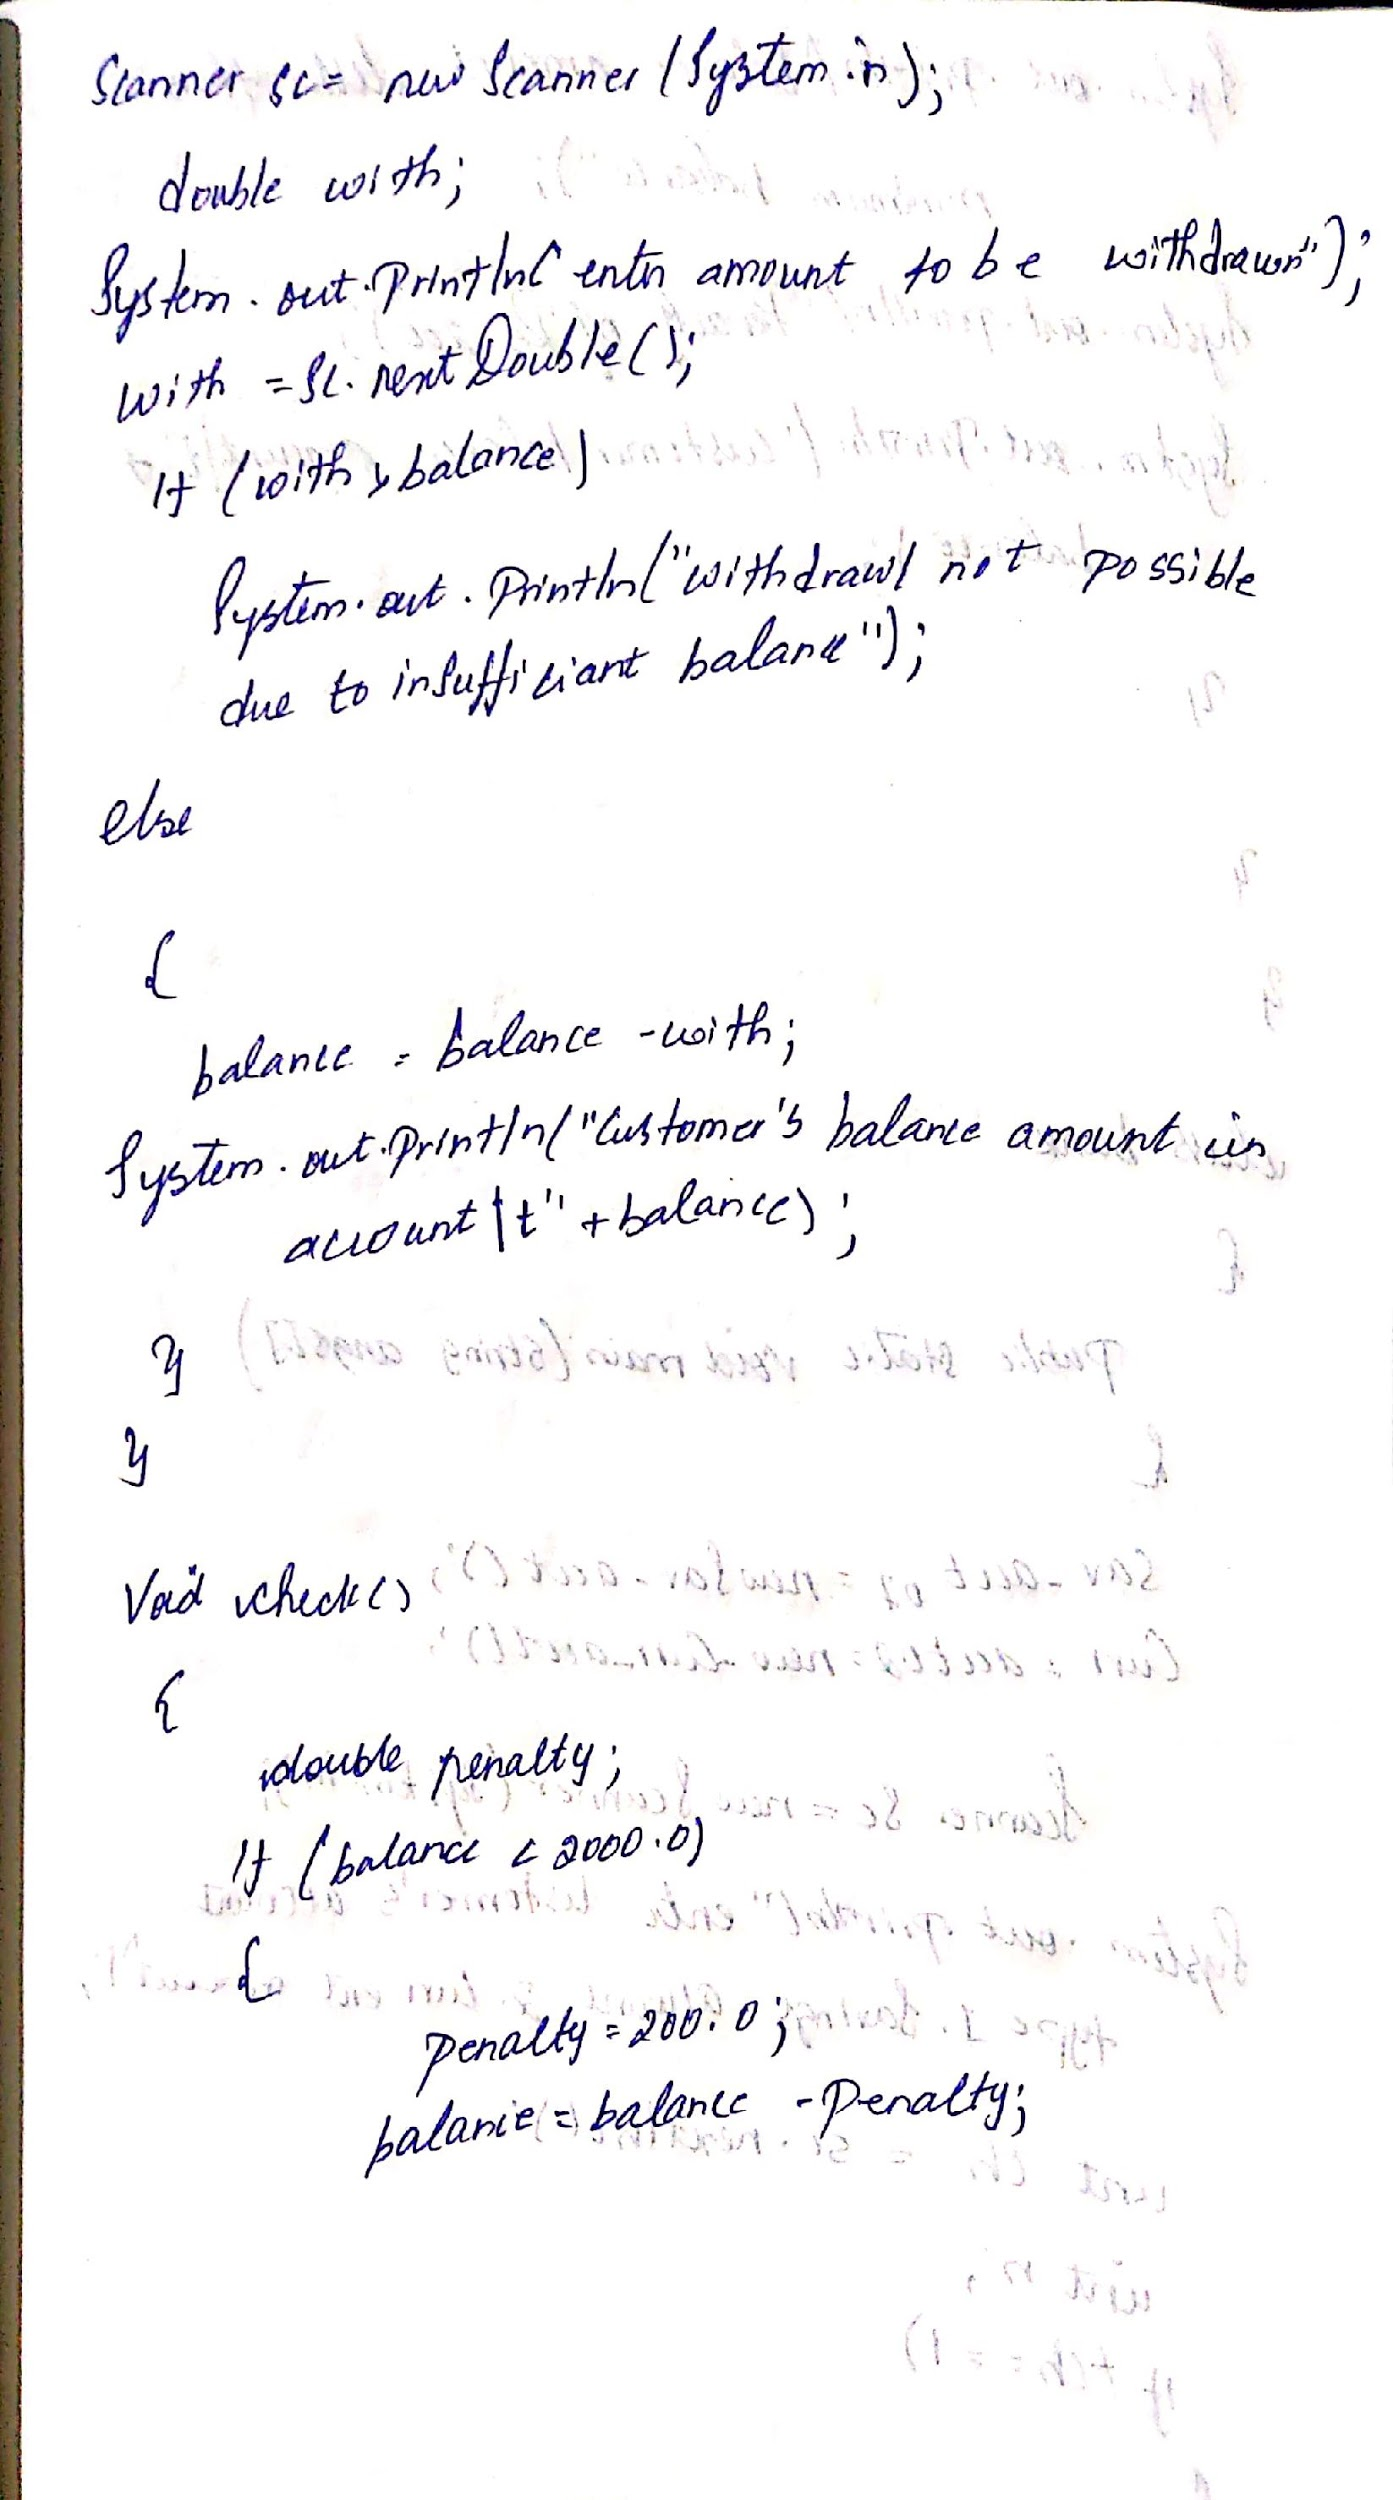 Scanner sc = new Scanner (System.in);
double with;
System.out.Println( enter amount to be withdrawn");
with = sc.nextDouble();
If (with > balance)
System.out.Println("withdrawl not possible
due to insufficiant balance");
else
{
balance = balance -with;
System.out.Println("Customer's balance amount in
account\t" +balance);
}
}
Void check()
{
double penalty;
If (balance < 2000.0)
{
Penalty = 200.0;
balance = balance - Penalty;